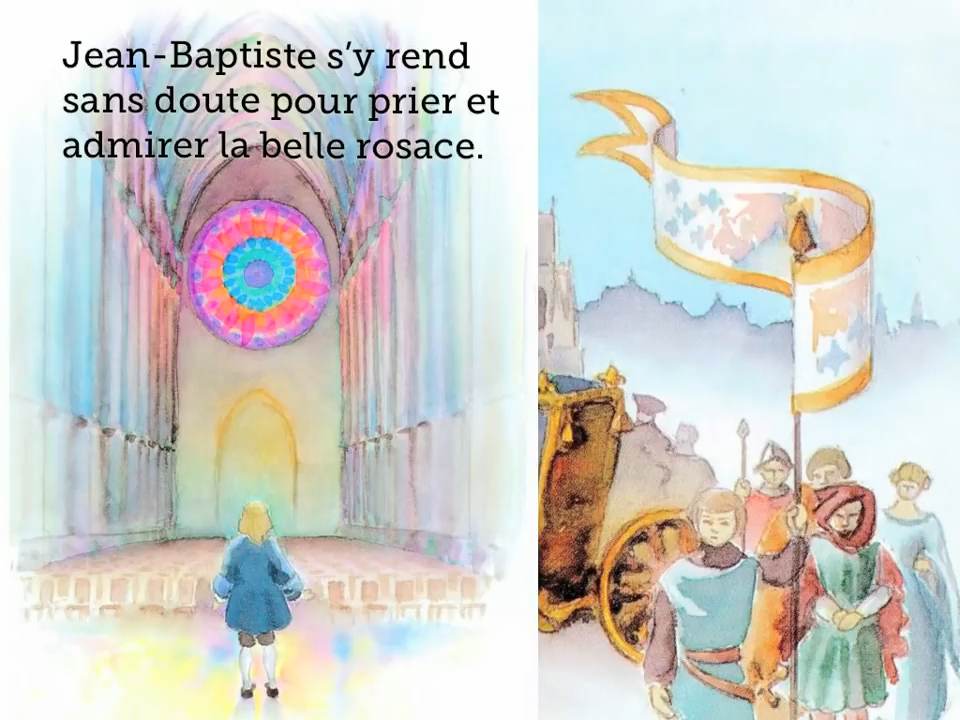 Jean-Baptiste s’y rend
sans doute pour prier et
admirer la belle rosace.